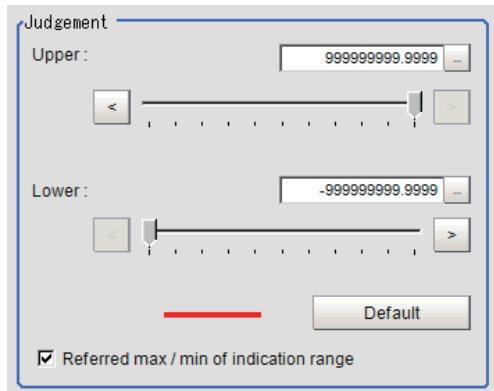 Judgement
Upper :
999999999.9999 ...
< >
Lower :
-999999999.9999 ...
< >
Default
Referred max / min of indication range